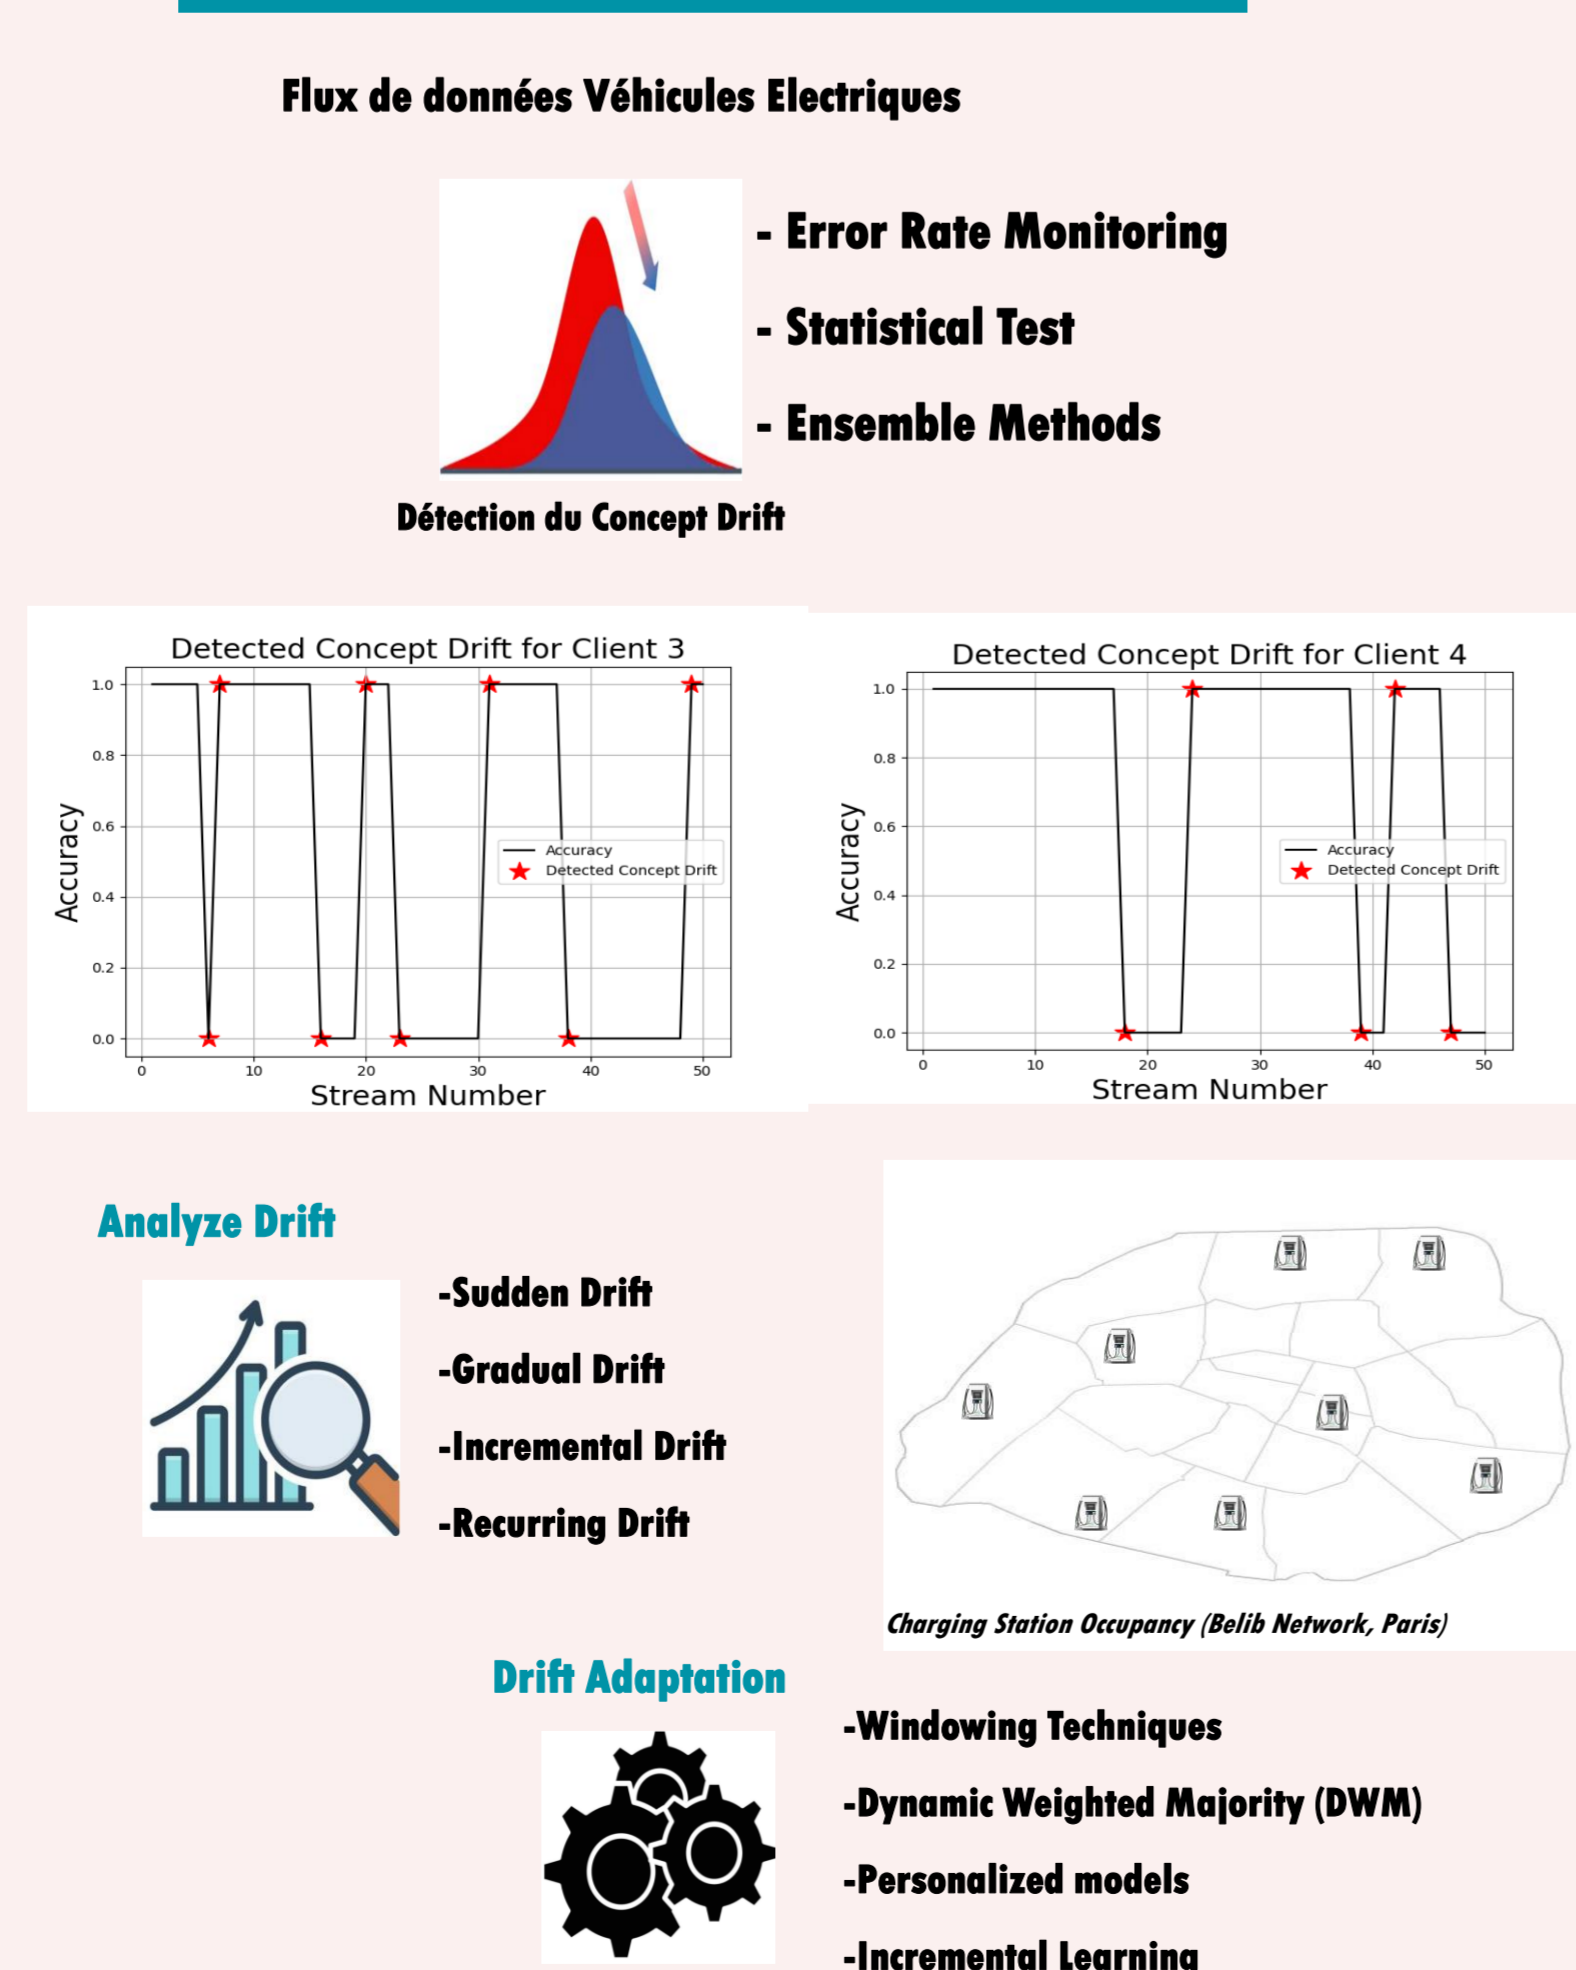 Flux de données Véhicules Electriques
- Error Rate Monitoring
- Statistical Test
- Ensemble Methods
Détection du Concept Drift
Detected Concept Drift for Client 3
1.0
0.8
0.6
0.4
0.2
0.0
Accuracy
Accuracy
Detected Concept Drift
0 10 20 30 40 50
Stream Number
Detected Concept Drift for Client 4
1.0
0.8
0.6
0.4
0.2
0.0
Accuracy
Accuracy
Detected Concept Drift
0 10 20 30 40 50
Stream Number
Analyze Drift
-Sudden Drift
-Gradual Drift
-Incremental Drift
-Recurring Drift
Charging Station Occupancy (Belib Network, Paris)
Drift Adaptation
-Windowing Techniques
-Dynamic Weighted Majority (DWM)
-Personalized models
-Incremental Learning